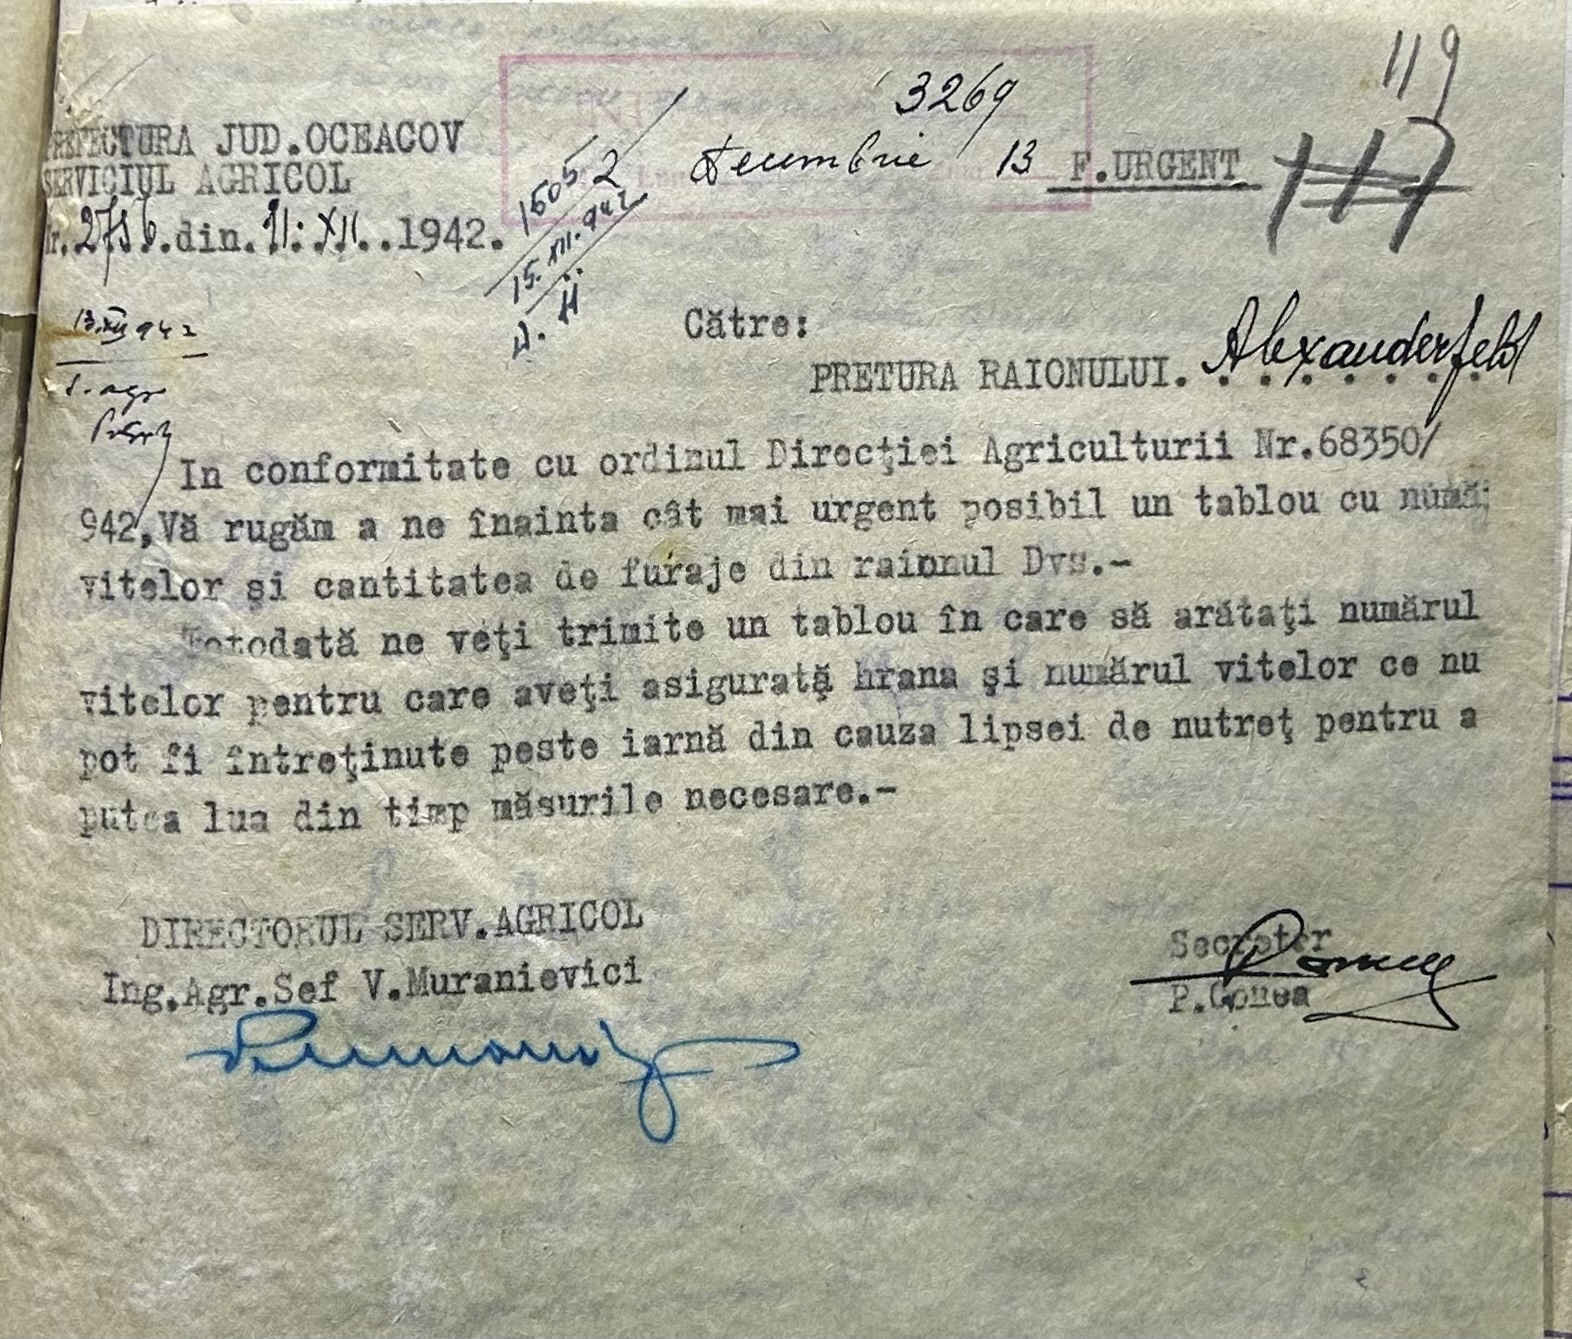 119
3269
Decembrie 13 F.URGENT 117
PREFECTURA JUD.OCEACOV
SERVICIUL AGRICOL
Nr.2756.din.11.XII..1942.
15052
15.XII.942
13.XII 942
Către:
PRETURA RAIONULUI. Alexanderfeld
In conformitate cu ordinul Direcţiei Agriculturii Nr.68350/
942,Vă rugăm a ne înainta cât mai urgent posibil un tablou cu numă
vitelor şi cantitatea de furaje din raionul Dvs.-
Totodată ne veţi trimite un tablou în care să arătaţi numărul
vitelor pentru care aveţi asigurată hrana şi numărul vitelor ce nu
pot fi întreţinute peste iarnă din cauza lipsei de nutreţ pentru a
putea lua din timp măsurile necesare.-
DIRECTORUL SERV.AGRICOL
Ing.Agr.Sef V.Muranievici
Secreter
P.Conea